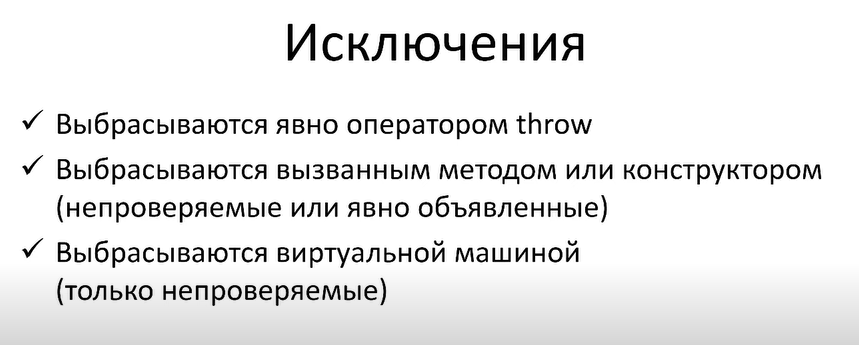 Исключения
✓ Выбрасываются явно оператором throw
✓ Выбрасываются вызванным методом или конструктором
(непроверяемые или явно объявленные)
✓ Выбрасываются виртуальной машиной
(только непроверяемые)